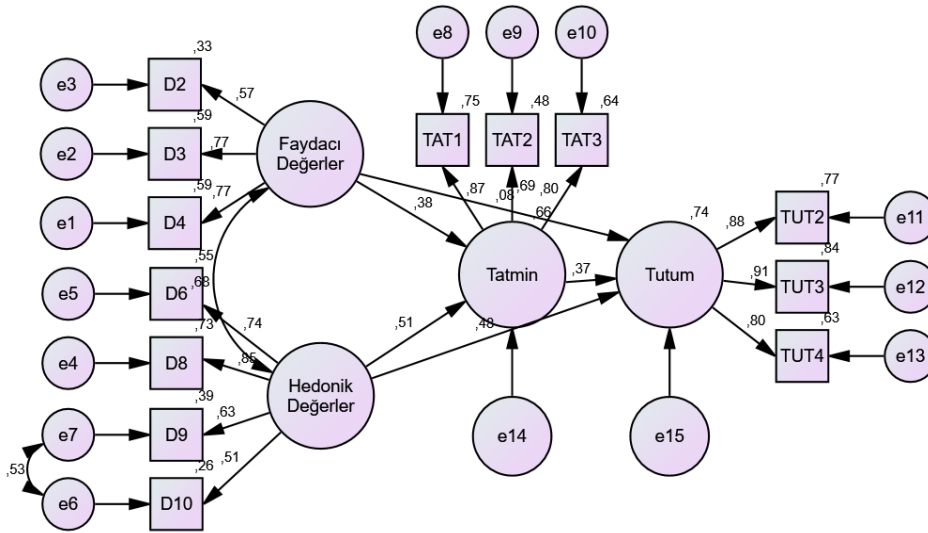 e8
e9
e10
,33
,75
,48
,64
e3
D2
,57
,59
e2
D3
,77
Faydacı
Değerler
TAT1
TAT2
TAT3
,59
e1
D4
,77
,38
,87
,08
,69
,80
,66
,74
,77
,88
TUT2
e11
,55
,84
e5
D6
,68
Tatmin
,37
Tutum
,91
TUT3
e12
,73
,74
,51
,48
,80
,63
e4
D8
,85
TUT4
e13
,39
Hedonik
Değerler
,63
e7
D9
,53
,26
,51
e14
e15
e6
D10